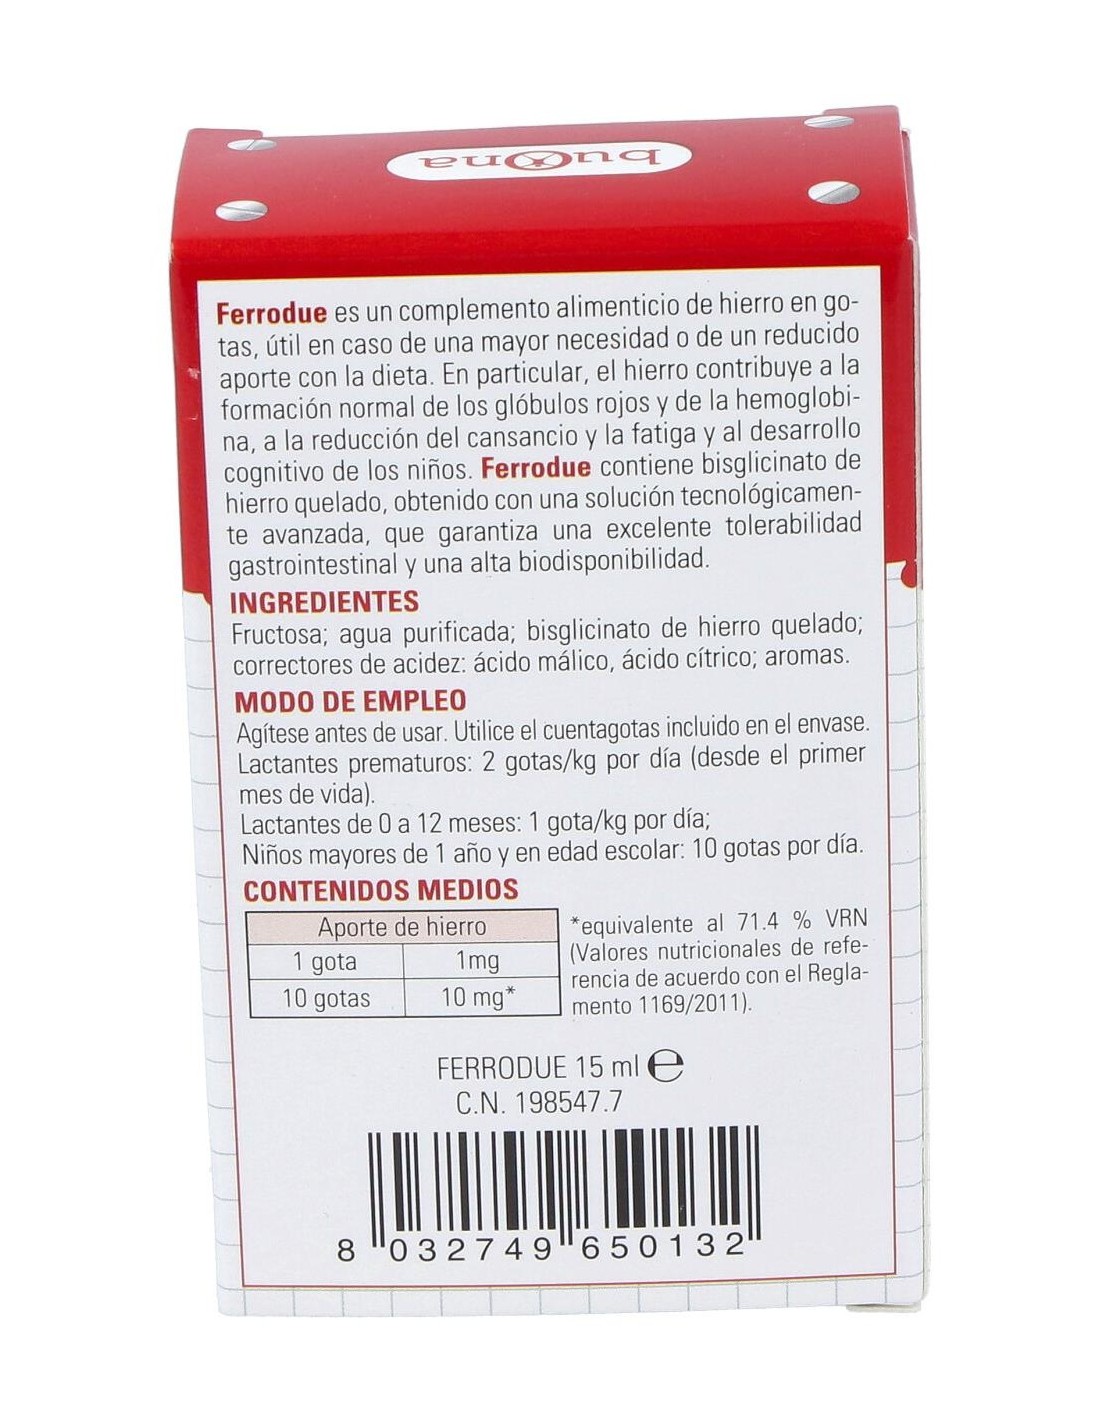 buona
Ferrodue es un complemento alimenticio de hierro en go-
tas, útil en caso de una mayor necesidad o de un reducido
aporte con la dieta. En particular, el hierro contribuye a la
formación normal de los glóbulos rojos y de la hemoglobi-
na, a la reducción del cansancio y la fatiga y al desarrollo
cognitivo de los niños. Ferrodue contiene bisglicinato de
hierro quelado, obtenido con una solución tecnológicamen-
te avanzada, que garantiza una excelente tolerabilidad
gastrointestinal y una alta biodisponibilidad.
INGREDIENTES
Fructosa; agua purificada; bisglicinato de hierro quelado;
correctores de acidez: ácido málico, ácido cítrico; aromas.
MODO DE EMPLEO
Agítese antes de usar. Utilice el cuentagotas incluido en el envase.
Lactantes prematuros: 2 gotas/kg por día (desde el primer
mes de vida).
Lactantes de 0 a 12 meses: 1 gota/kg por día;
Niños mayores de 1 año y en edad escolar: 10 gotas por día.
CONTENIDOS MEDIOS
Aporte de hierro
1 gota 1mg
10 gotas 10 mg*
*equivalente al 71.4 % VRN
(Valores nutricionales de refe-
rencia de acuerdo con el Regla-
mento 1169/2011).
FERRODUE 15 ml ℮
C.N. 198547.7
8 032749 650132